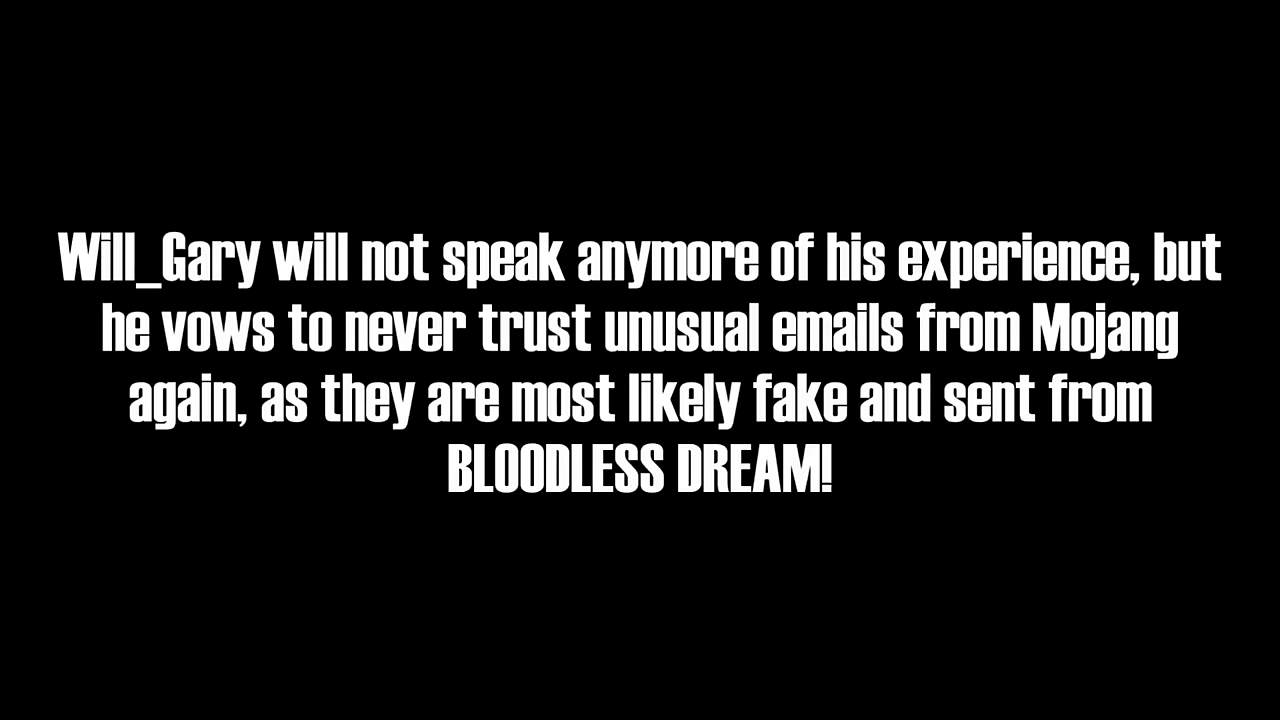 Will_Gary will not speak anymore of his experience, but
he vows to never trust unusual emails from Mojang
again, as they are most likely fake and sent from
BLOODLESS DREAM!